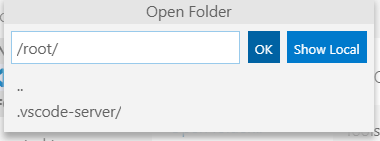 Open Folder
/root/
OK
Show Local
..
.vscode-server/